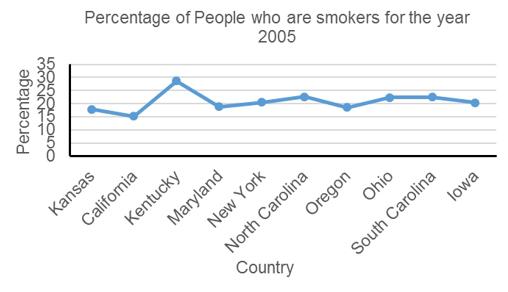 Percentage of People who are smokers for the year
2005
Percentage
35
30
25
20
15
10
5
0
Kansas
California
Kentucky
Maryland
New York
North Carolina
Oregon
Ohio
South Carolina
Iowa
Country